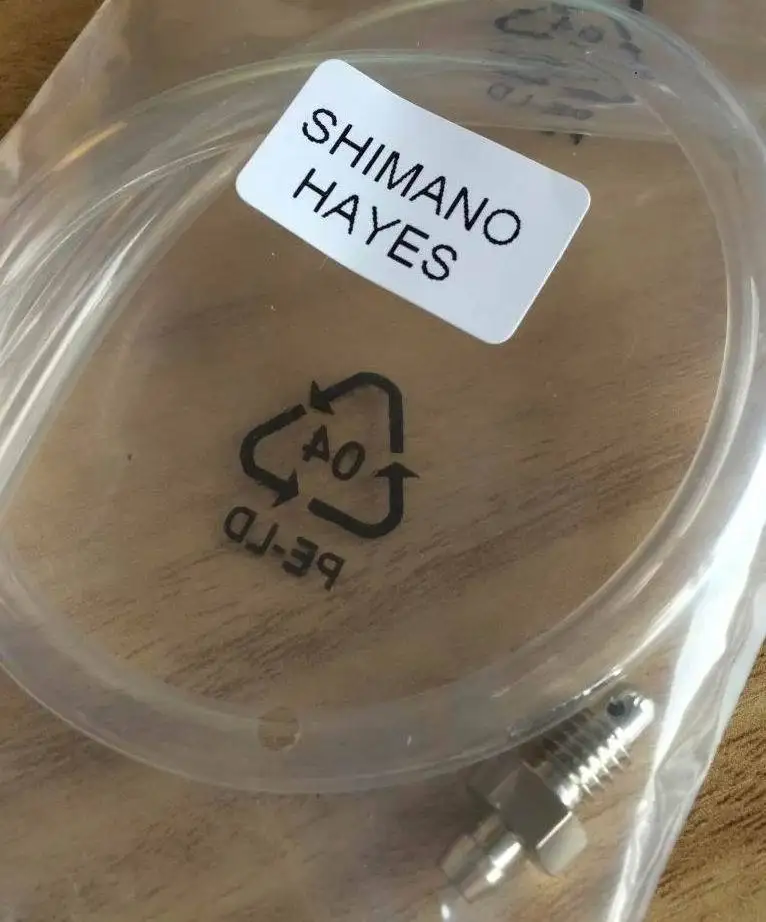 SHIMANO
HAYES
04
PE-LD